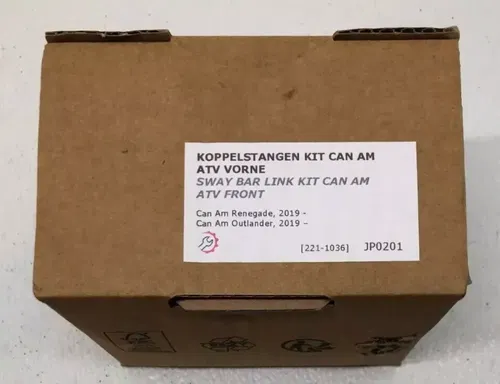 KOPPELSTANGEN KIT CAN AM
ATV VORNE
SWAY BAR LINK KIT CAN AM
ATV FRONT
Can Am Renegade, 2019 -
Can Am Outlander, 2019 –
[221-1036] JP0201